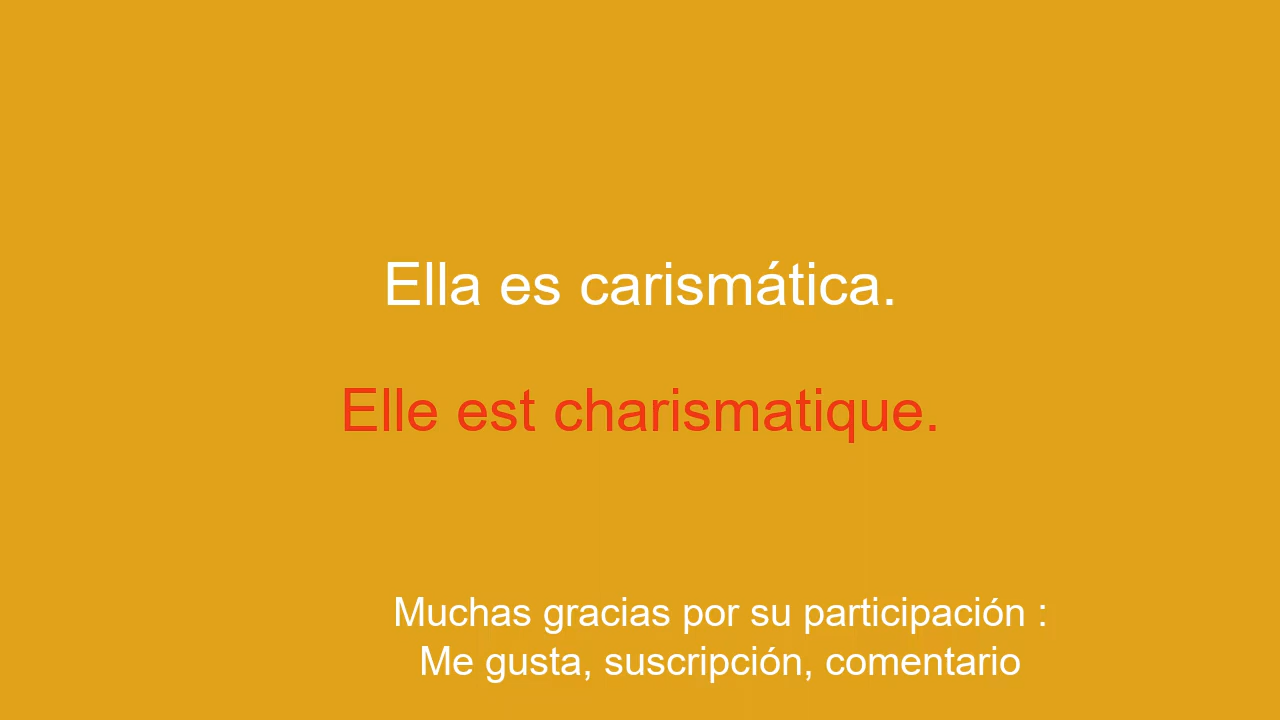 Ella es carismática.
Elle est charismatique.
Muchas gracias por su participación :
Me gusta, suscripción, comentario